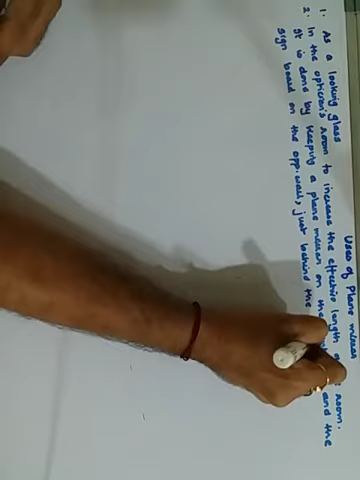 Uses of Plane mirror
1. As a looking glass
2. In the optician's room to increase the effective length room.
It is done by keeping a plane mirror on the and the
sign board on the opp. wall, just behind the